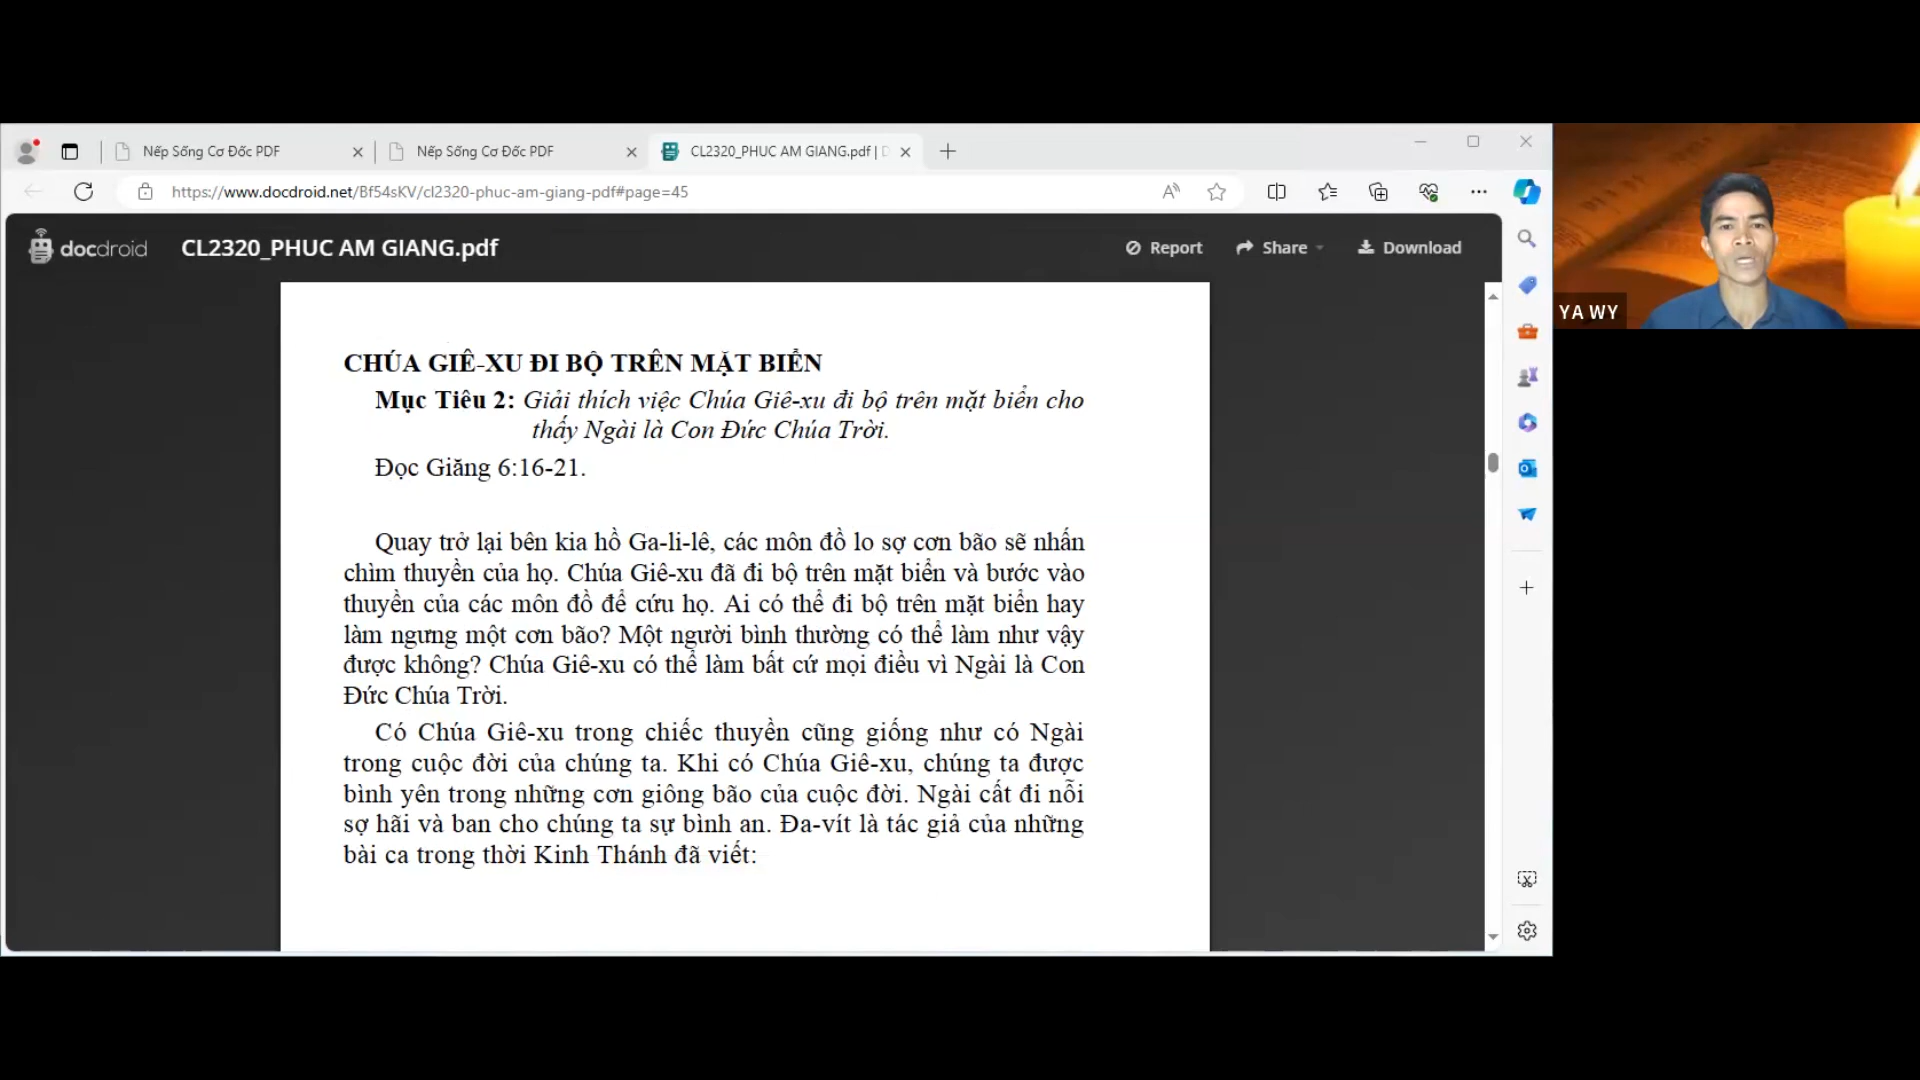 Nếp Sống Cơ Đốc PDF
Nếp Sống Cơ Đốc PDF
CL2320_PHUC AM GIANG.pdf | D
https://www.docdroid.net/Bf54sKV/cl2320-phuc-am-giang-pdf#page=45
docdroid
CL2320_PHUC AM GIANG.pdf
Report
Share
Download
YA WY
CHÚA GIÊ-XU ĐI BỘ TRÊN MẶT BIỂN
Mục Tiêu 2: Giải thích việc Chúa Giê-xu đi bộ trên mặt biển cho
thấy Ngài là Con Đức Chúa Trời.
Đọc Giăng 6:16-21.
Quay trở lại bên kia hồ Ga-li-lê, các môn đồ lo sợ cơn bão sẽ nhấn
chìm thuyền của họ. Chúa Giê-xu đã đi bộ trên mặt biển và bước vào
thuyền của các môn đồ để cứu họ. Ai có thể đi bộ trên mặt biển hay
làm ngưng một cơn bão? Một người bình thường có thể làm như vậy
được không? Chúa Giê-xu có thể làm bất cứ mọi điều vì Ngài là Con
Đức Chúa Trời.
Có Chúa Giê-xu trong chiếc thuyền cũng giống như có Ngài
trong cuộc đời của chúng ta. Khi có Chúa Giê-xu, chúng ta được
bình yên trong những cơn giông bão của cuộc đời. Ngài cất đi nỗi
sợ hãi và ban cho chúng ta sự bình an. Đa-vít là tác giả của những
bài ca trong thời Kinh Thánh đã viết: